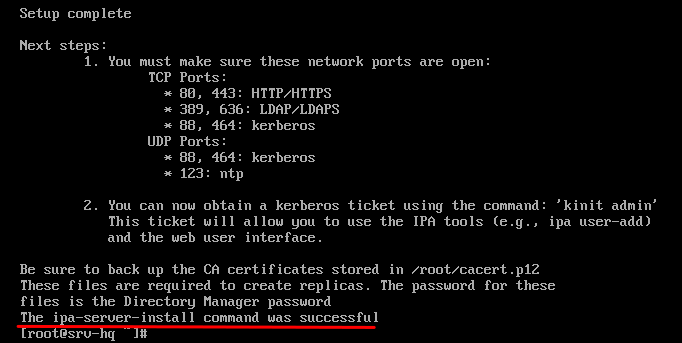 Setup complete
Next steps:
1. You must make sure these network ports are open:
TCP Ports:
* 80, 443: HTTP/HTTPS
* 389, 636: LDAP/LDAPS
* 88, 464: kerberos
UDP Ports:
* 88, 464: kerberos
* 123: ntp
2. You can now obtain a kerberos ticket using the command: 'kinit admin'
This ticket will allow you to use the IPA tools (e.g., ipa user-add)
and the web user interface.
Be sure to back up the CA certificates stored in /root/cacert.p12
These files are required to create replicas. The password for these
files is the Directory Manager password
The ipa-server-install command was successful
[root@srv-hq ~]#